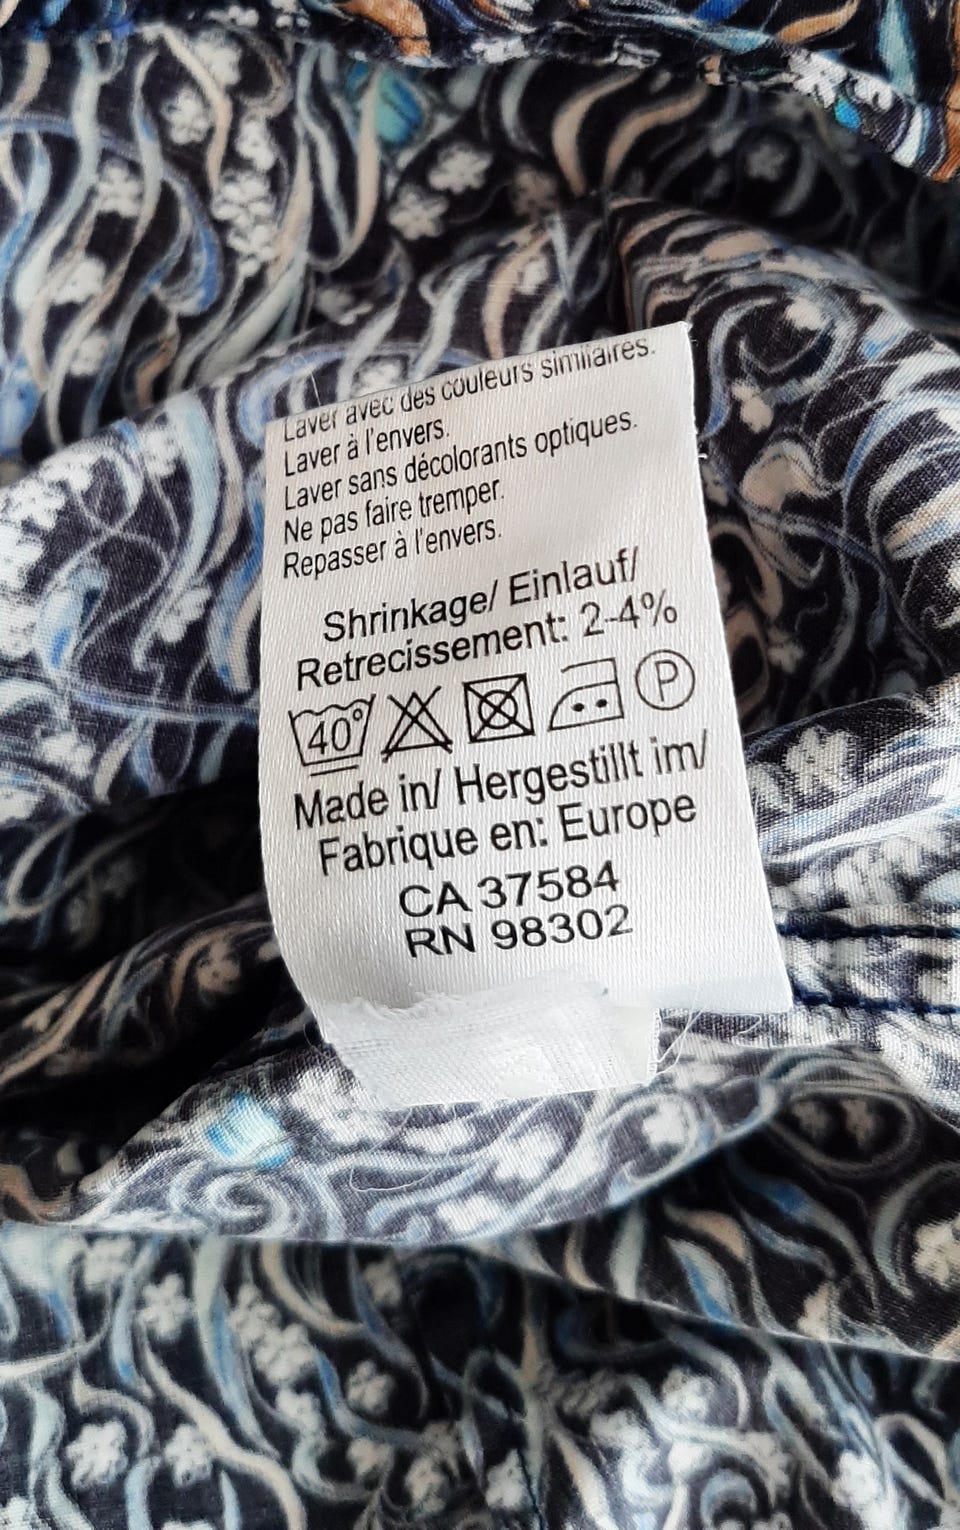 Laver avec des couleurs similaires.
Laver à l'envers.
Laver sans décolorants optiques.
Ne pas faire tremper.
Repasser à l'envers.
Shrinkage/ Einlauf/
Retrecissement: 2-4%
40° P
Made in/ Hergestillt im/
Fabrique en: Europe
CA 37584
RN 98302